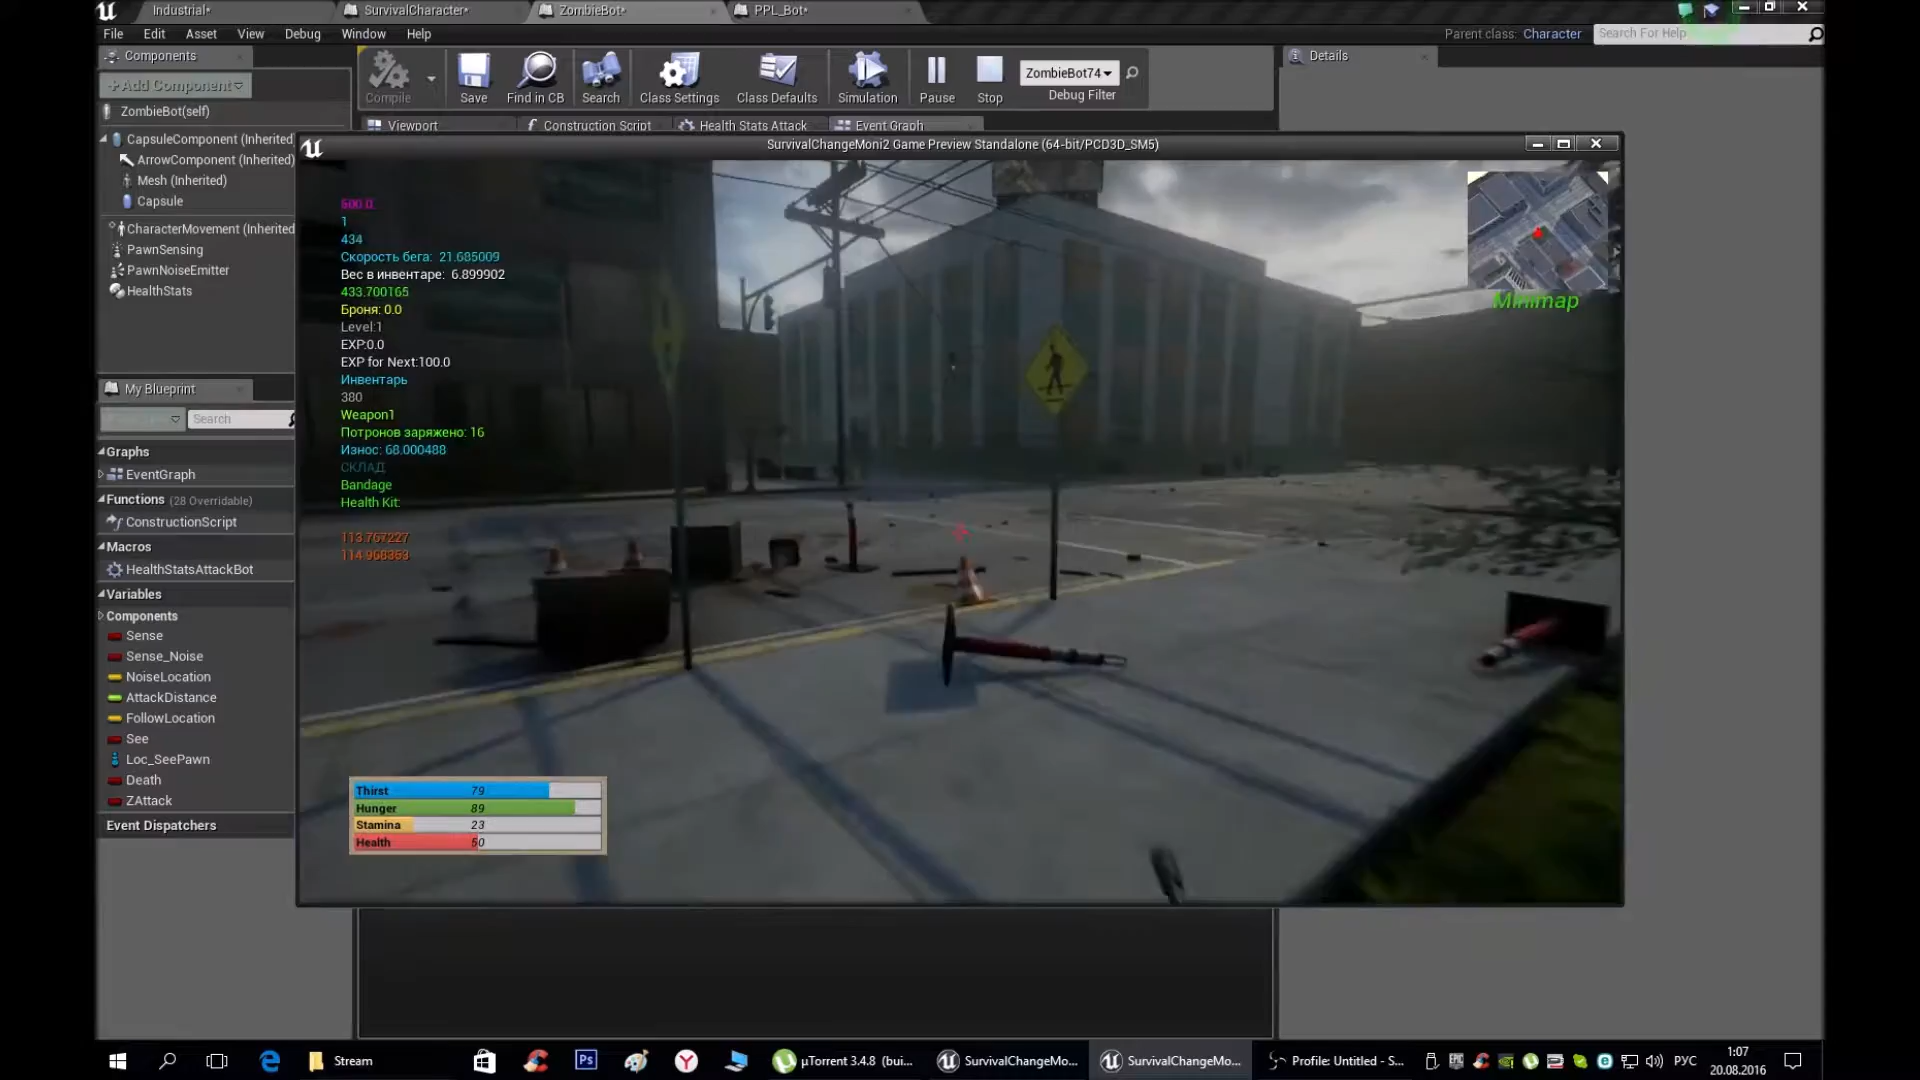 Industrial*
SurvivalCharacter*
ZombieBot*
PPL_Bot*
File Edit Asset View Debug Window Help
Parent class: Character
Search For Help
Components
+Add Component
ZombieBot(self)
CapsuleComponent (Inherited)
ArrowComponent (Inherited)
Mesh (Inherited)
Capsule
CharacterMovement (Inherited
PawnSensing
PawnNoiseEmitter
HealthStats
Compile
Save
Find in CB
Search
Class Settings
Class Defaults
Simulation
Pause
Stop
ZombieBot74
Debug Filter
Details
Viewport
Construction Script
Health Stats Attack
Event Graph
SurvivalChangeMoni2 Game Preview Standalone (64-bit/PCD3D_SM5)
500.0
1
434
Скорость бега: 21.685009
Вес в инвентаре: 6.899902
433.700165
Броня: 0.0
Level:1
EXP:0.0
EXP for Next:100.0
Инвентарь
380
Weapon1
Потронов заряжено: 16
Износ: 68.000488
СКЛАД
Bandage
Health Kit:
113.767227
114.968353
Minimap
Thirst 79
Hunger 89
Stamina 23
Health 50
My Blueprint
Search
Graphs
EventGraph
Functions (28 Overridable)
ConstructionScript
Macros
HealthStatsAttackBot
Variables
Components
Sense
Sense_Noise
NoiseLocation
AttackDistance
FollowLocation
See
Loc_SeePawn
Death
ZAttack
Event Dispatchers
Stream
Ps
µTorrent 3.4.8 (bui...
SurvivalChangeMo...
SurvivalChangeMo...
Profile: Untitled - S...
РУС
1:07
20.08.2016